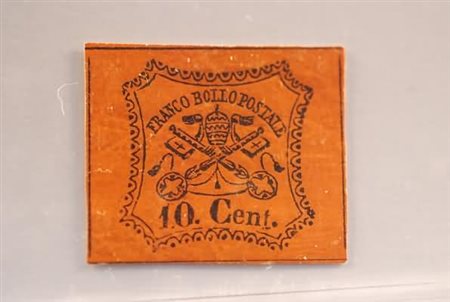 FRANCO BOLLO POSTALE
10. Cent.